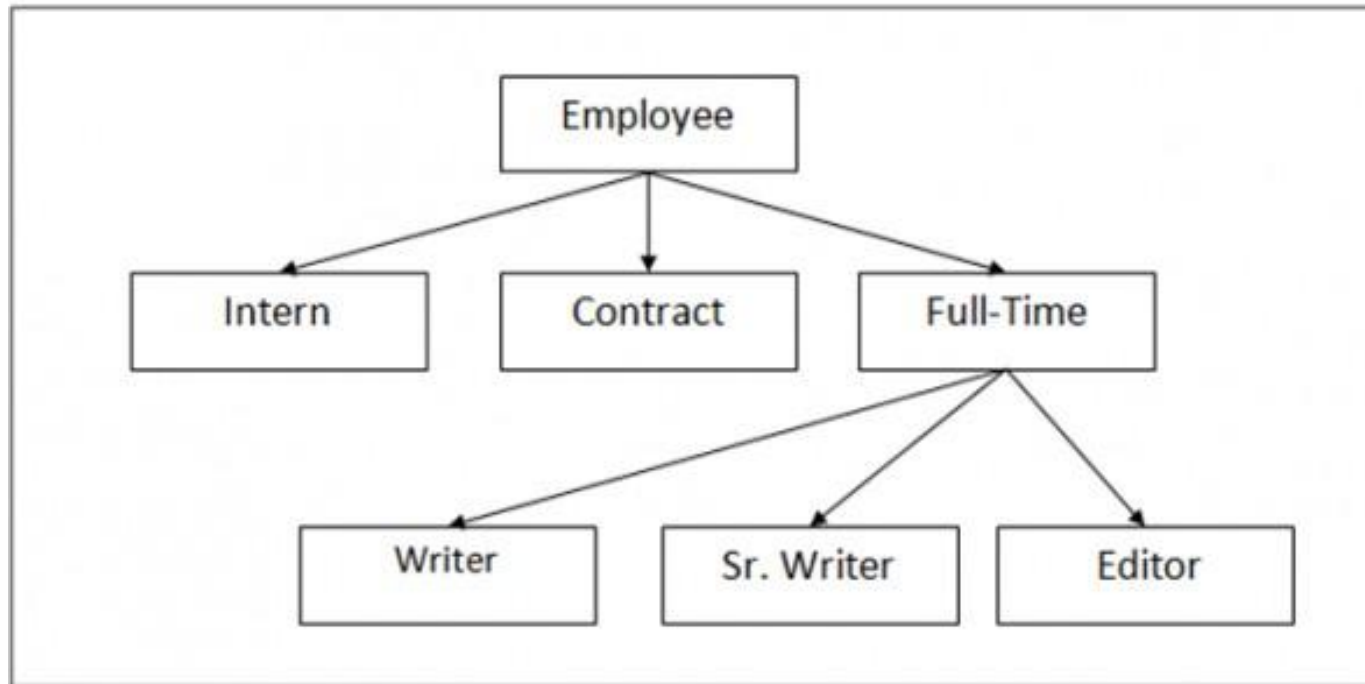 Employee
Intern
Contract
Full-Time
Writer
Sr. Writer
Editor